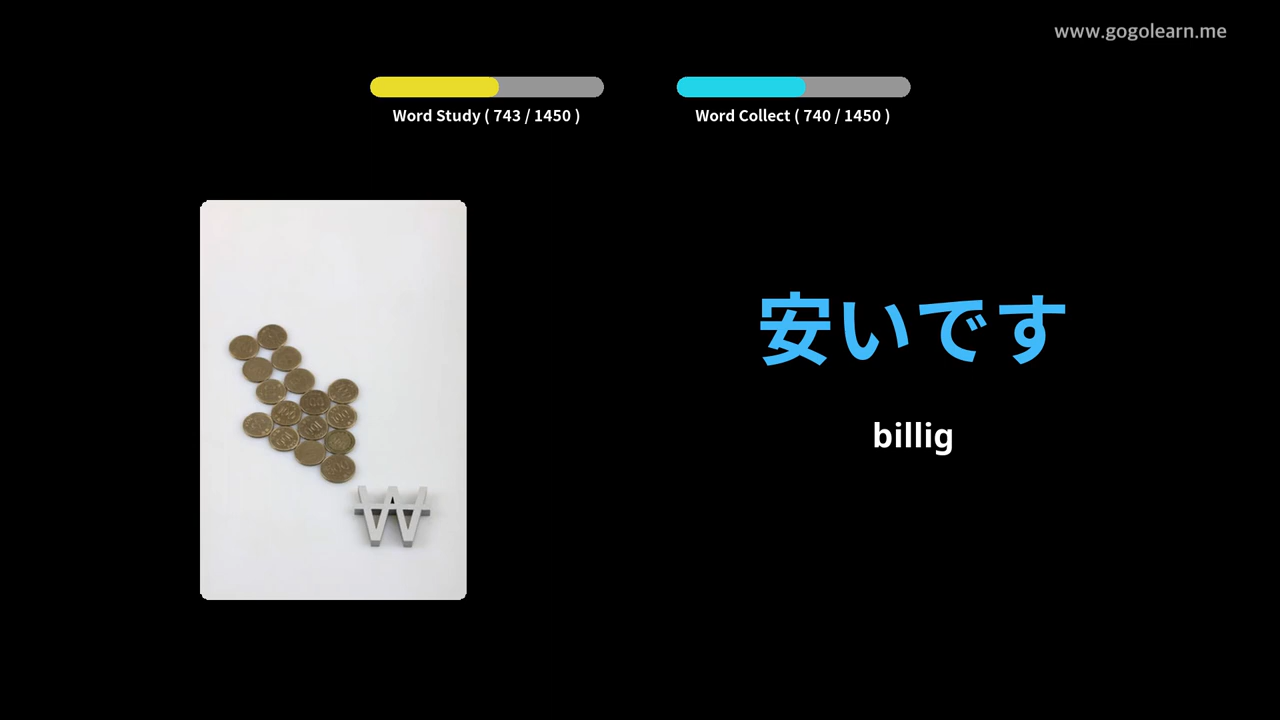 www.gogolearn.me
Word Study ( 743 / 1450 )
Word Collect ( 740 / 1450 )
安いです
billig
₩